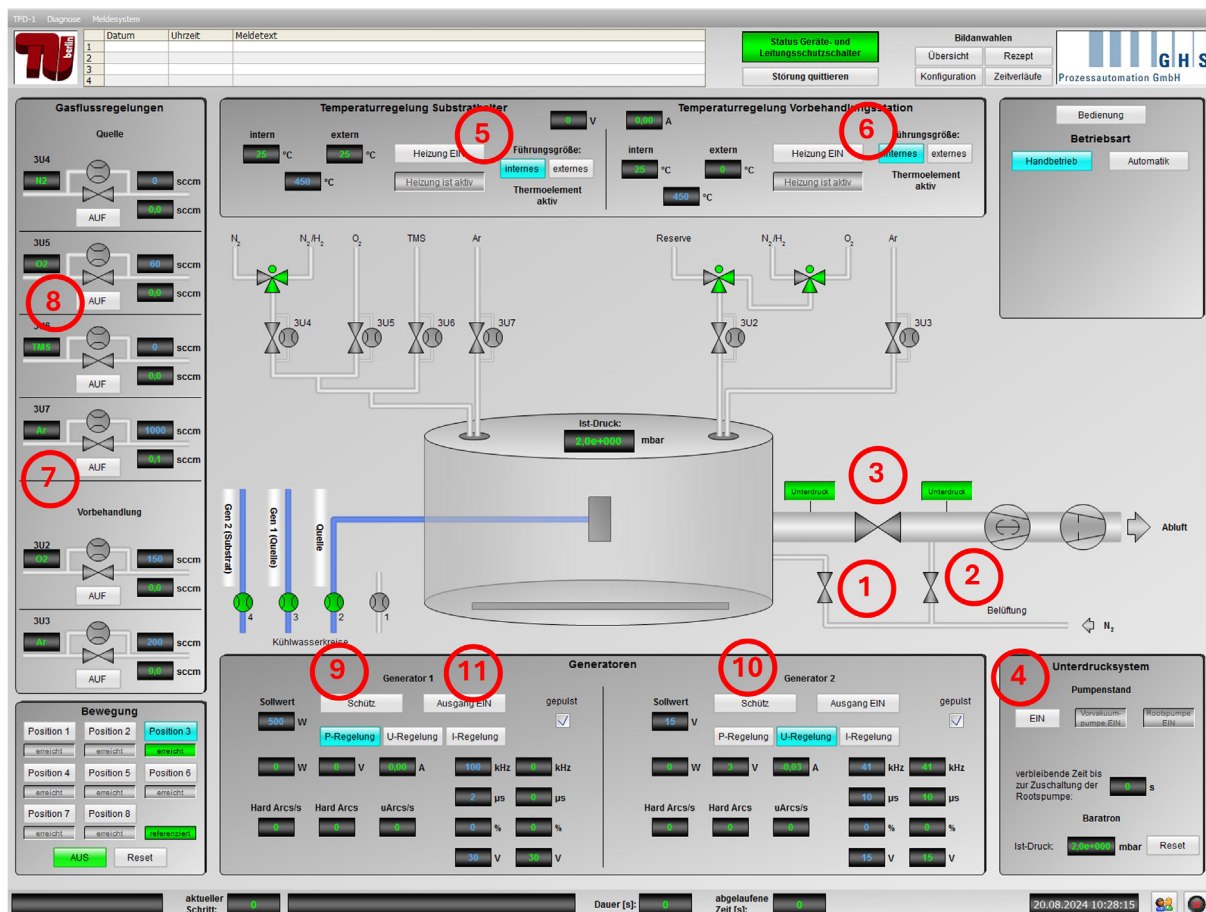 TFD-1 Diagnose Meldesystem
TU berlin
Datum Uhrzeit Meldetext
1
2
3
4
Status Geräte- und
Leitungsschutzschalter
Störung quittieren
Bildanwahlen
Übersicht Rezept
Konfiguration Zeitverläufe
GHS
Prozessautomation GmbH
Gasflussregelungen
Quelle
3U4
N2 0 sccm
0,0 sccm
AUF
3U5
O2 60 sccm
0,0 sccm
AUF
8
3U6
TMS 0 sccm
0,0 sccm
AUF
3U7
Ar 1000 sccm
0,1 sccm
AUF
7
Vorbehandlung
3U2
O2 150 sccm
0,0 sccm
AUF
3U3
Ar 200 sccm
0,0 sccm
AUF
Temperaturregelung Substrathalter
0 V
intern extern
25 °C 25 °C
450 °C
Heizung EIN
Heizung ist aktiv
5
Führungsgröße:
internes externes
Thermoelement
aktiv
Temperaturregelung Vorbehandlungsstation
0,00 A
intern extern
25 °C 0 °C
450 °C
Heizung EIN
Heizung ist aktiv
6
Führungsgröße:
internes externes
Thermoelement
aktiv
Bedienung
Betriebsart
Handbetrieb Automatik
N2 N2/H2 O2 TMS Ar
Reserve N2/H2 O2 Ar
3U4 3U5 3U6 3U7
3U2 3U3
Ist-Druck:
2,0e+000 mbar
Unterdruck
3
Unterdruck
Abluft
1
2
Belüftung
N2
Gen 2 (Substrat)
Gen 1 (Quelle)
Quelle
4 3 2 1
Kühlwasserkreise
Bewegung
Position 1 Position 2 Position 3
erreicht erreicht erreicht
Position 4 Position 5 Position 6
erreicht erreicht erreicht
Position 7 Position 8
erreicht erreicht referenziert
AUS Reset
Generatoren
9
11
Generator 1
Sollwert
500 W
Schütz Ausgang EIN
gepulst
P-Regelung U-Regelung I-Regelung
0 W 0 V 0,00 A 100 kHz 0 kHz
2 µs 0 µs
Hard Arcs/s Hard Arcs uArcs/s
0 0 0 0 % 0 %
30 V 30 V
10
Generator 2
Sollwert
15 V
Schütz Ausgang EIN
gepulst
P-Regelung U-Regelung I-Regelung
0 W 3 V -0,03 A 41 kHz 41 kHz
10 µs 10 µs
Hard Arcs/s Hard Arcs uArcs/s
0 0 0 0 % 0 %
15 V 15 V
4
Unterdrucksystem
Pumpenstand
EIN
Vorvakuum-
pumpe EIN
Rootspumpe
EIN
verbleibende Zeit bis
zur Zuschaltung der
Rootspumpe:
0 s
Baratron
Ist-Druck: 2,0e+000 mbar Reset
aktueller
Schritt: 0
Dauer [s]: 0
abgelaufene
Zeit [s]: 0
20.08.2024 10:28:15